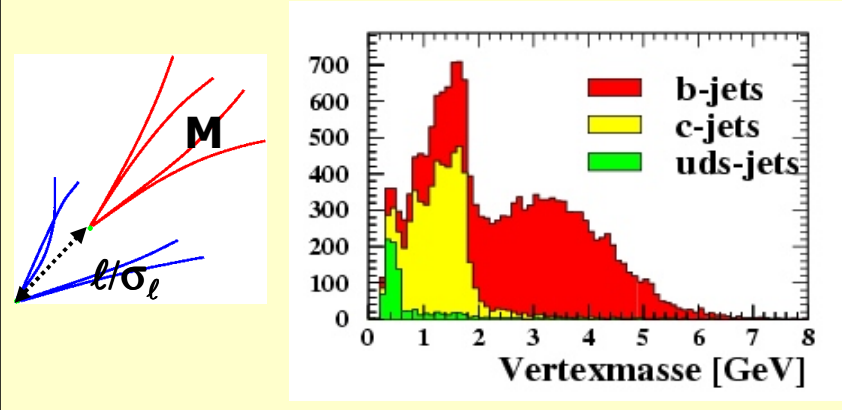 M
ℓ/σℓ
700
600
500
400
300
200
100
0
b-jets
c-jets
uds-jets
0 1 2 3 4 5 6 7 8
Vertexmasse [GeV]